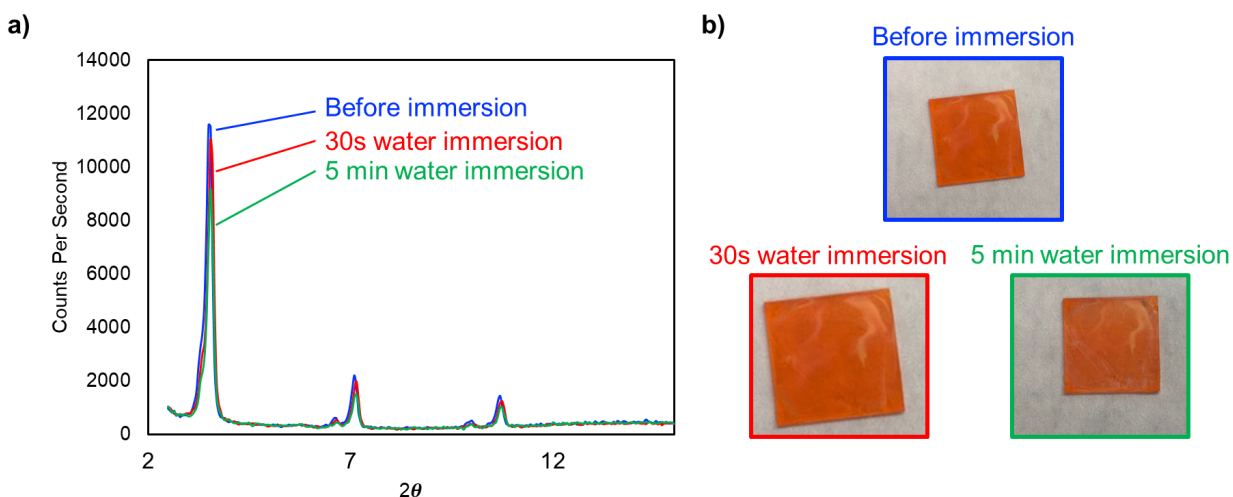 a)
14000
12000
10000
8000
6000
4000
2000
0
Counts Per Second
Before immersion
30s water immersion
5 min water immersion
2
7
12
2θ
b)
Before immersion
30s water immersion
5 min water immersion